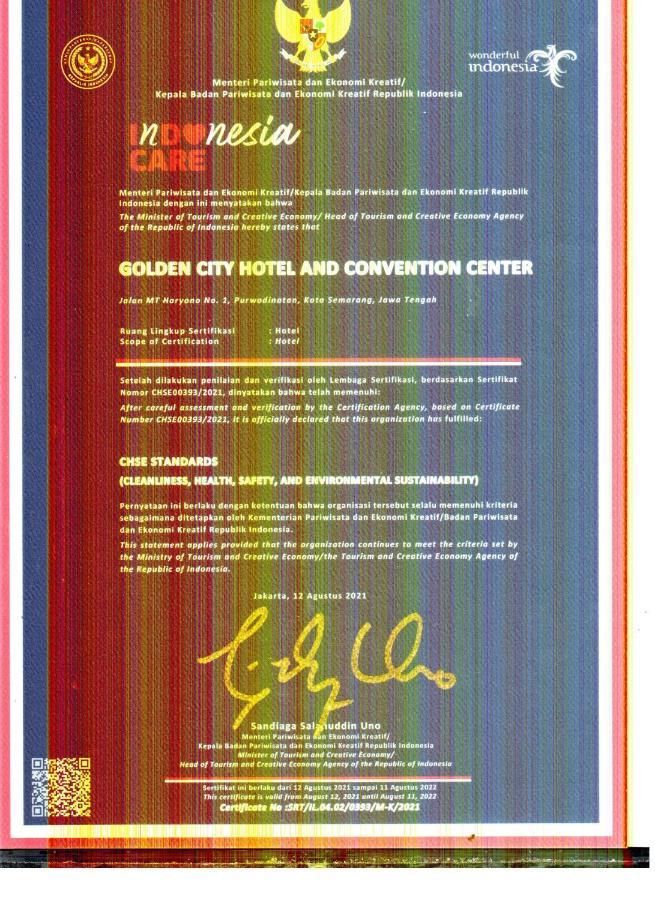 wonderful
indonesia
Menteri Pariwisata dan Ekonomi Kreatif/
Kepala Badan Pariwisata dan Ekonomi Kreatif Republik Indonesia
INDONesia
CARE
Menteri Pariwisata dan Ekonomi Kreatif/Kepala Badan Pariwisata dan Ekonomi Kreatif Republik
Indonesia dengan ini menyatakan bahwa
The Minister of Tourism and Creative Economy/ Head of Tourism and Creative Economy Agency
of the Republic of Indonesia hereby states that
GOLDEN CITY HOTEL AND CONVENTION CENTER
Jalan MT Haryono No. 1, Purwodinatan, Kota Semarang, Jawa Tengah
Ruang Lingkup Sertifikasi : Hotel
Scope of Certification : Hotel
Setelah dilakukan penilaian dan verifikasi oleh Lembaga Sertifikasi, berdasarkan Sertifikat
Nomor CHSE00393/2021, dinyatakan bahwa telah memenuhi:
After careful assessment and verification by the Certification Agency, based on Certificate
Number CHSE00393/2021, it is officially declared that this organization has fulfilled:
CHSE STANDARDS
(CLEANLINESS, HEALTH, SAFETY, AND ENVIRONMENTAL SUSTAINABILITY)
Pernyataan ini berlaku dengan ketentuan bahwa organisasi tersebut selalu memenuhi kriteria
sebagaimana ditetapkan oleh Kementerian Pariwisata dan Ekonomi Kreatif/Badan Pariwisata
dan Ekonomi Kreatif Republik Indonesia.
This statement applies provided that the organization continues to meet the criteria set by
the Ministry of Tourism and Creative Economy/the Tourism and Creative Economy Agency of
the Republic of Indonesia.
Jakarta, 12 Agustus 2021
Sandiaga Salahuddin Uno
Menteri Pariwisata dan Ekonomi Kreatif/
Kepala Badan Pariwisata dan Ekonomi Kreatif Republik Indonesia
Minister of Tourism and Creative Economy/
Head of Tourism and Creative Economy Agency of the Republic of Indonesia
Sertifikat ini berlaku dari 12 Agustus 2021 sampai 11 Agustus 2022
This certificate is valid from August 12, 2021 until August 11, 2022
Certificate No :SRT/IL.04.02/0393/M-K/2021